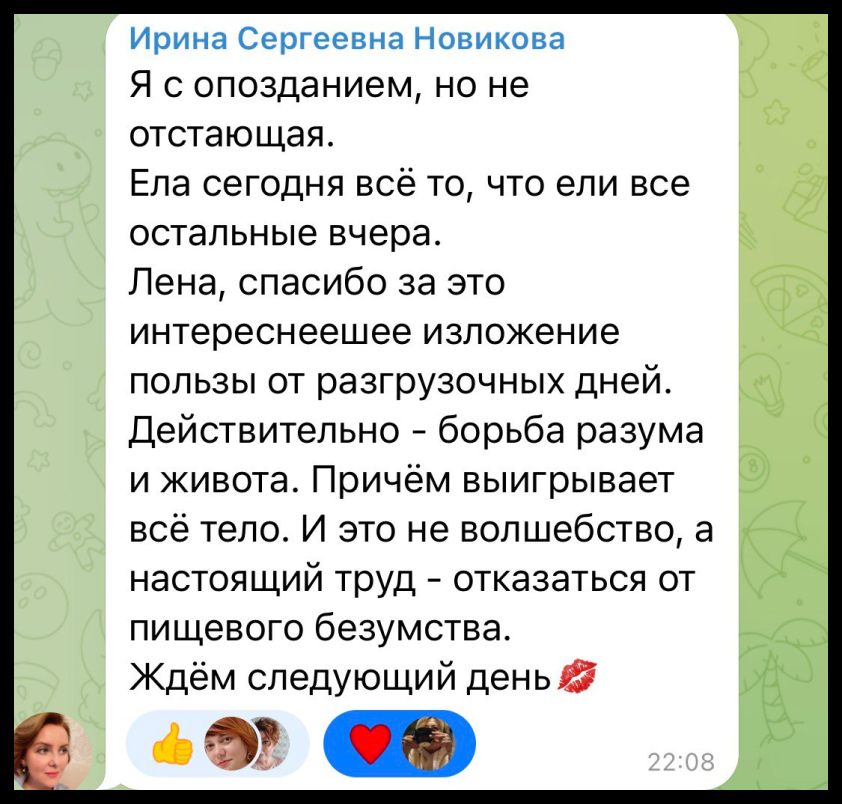 Ирина Сергеевна Новикова
Я с опозданием, но не
отстающая.
Ела сегодня всё то, что ели все
остальные вчера.
Лена, спасибо за это
интереснеешее изложение
пользы от разгрузочных дней.
Действительно - борьба разума
и живота. Причём выигрывает
всё тело. И это не волшебство, а
настоящий труд - отказаться от
пищевого безумства.
Ждём следующий день💋
22:08